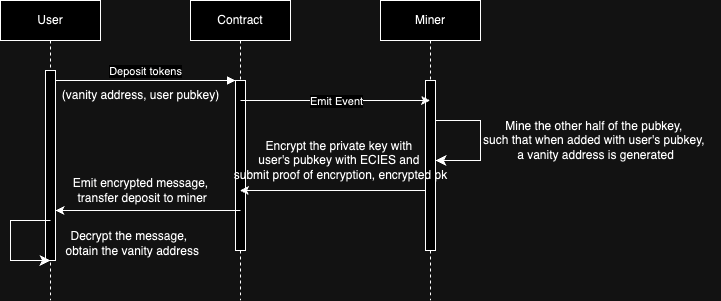 User
Contract
Miner
Deposit tokens
(vanity address, user pubkey)
Emit Event
Mine the other half of the pubkey,
such that when added with user's pubkey,
a vanity address is generated
Encrypt the private key with
user's pubkey with ECIES and
submit proof of encryption, encrypted pk
Emit encrypted message,
transfer deposit to miner
Decrypt the message,
obtain the vanity address